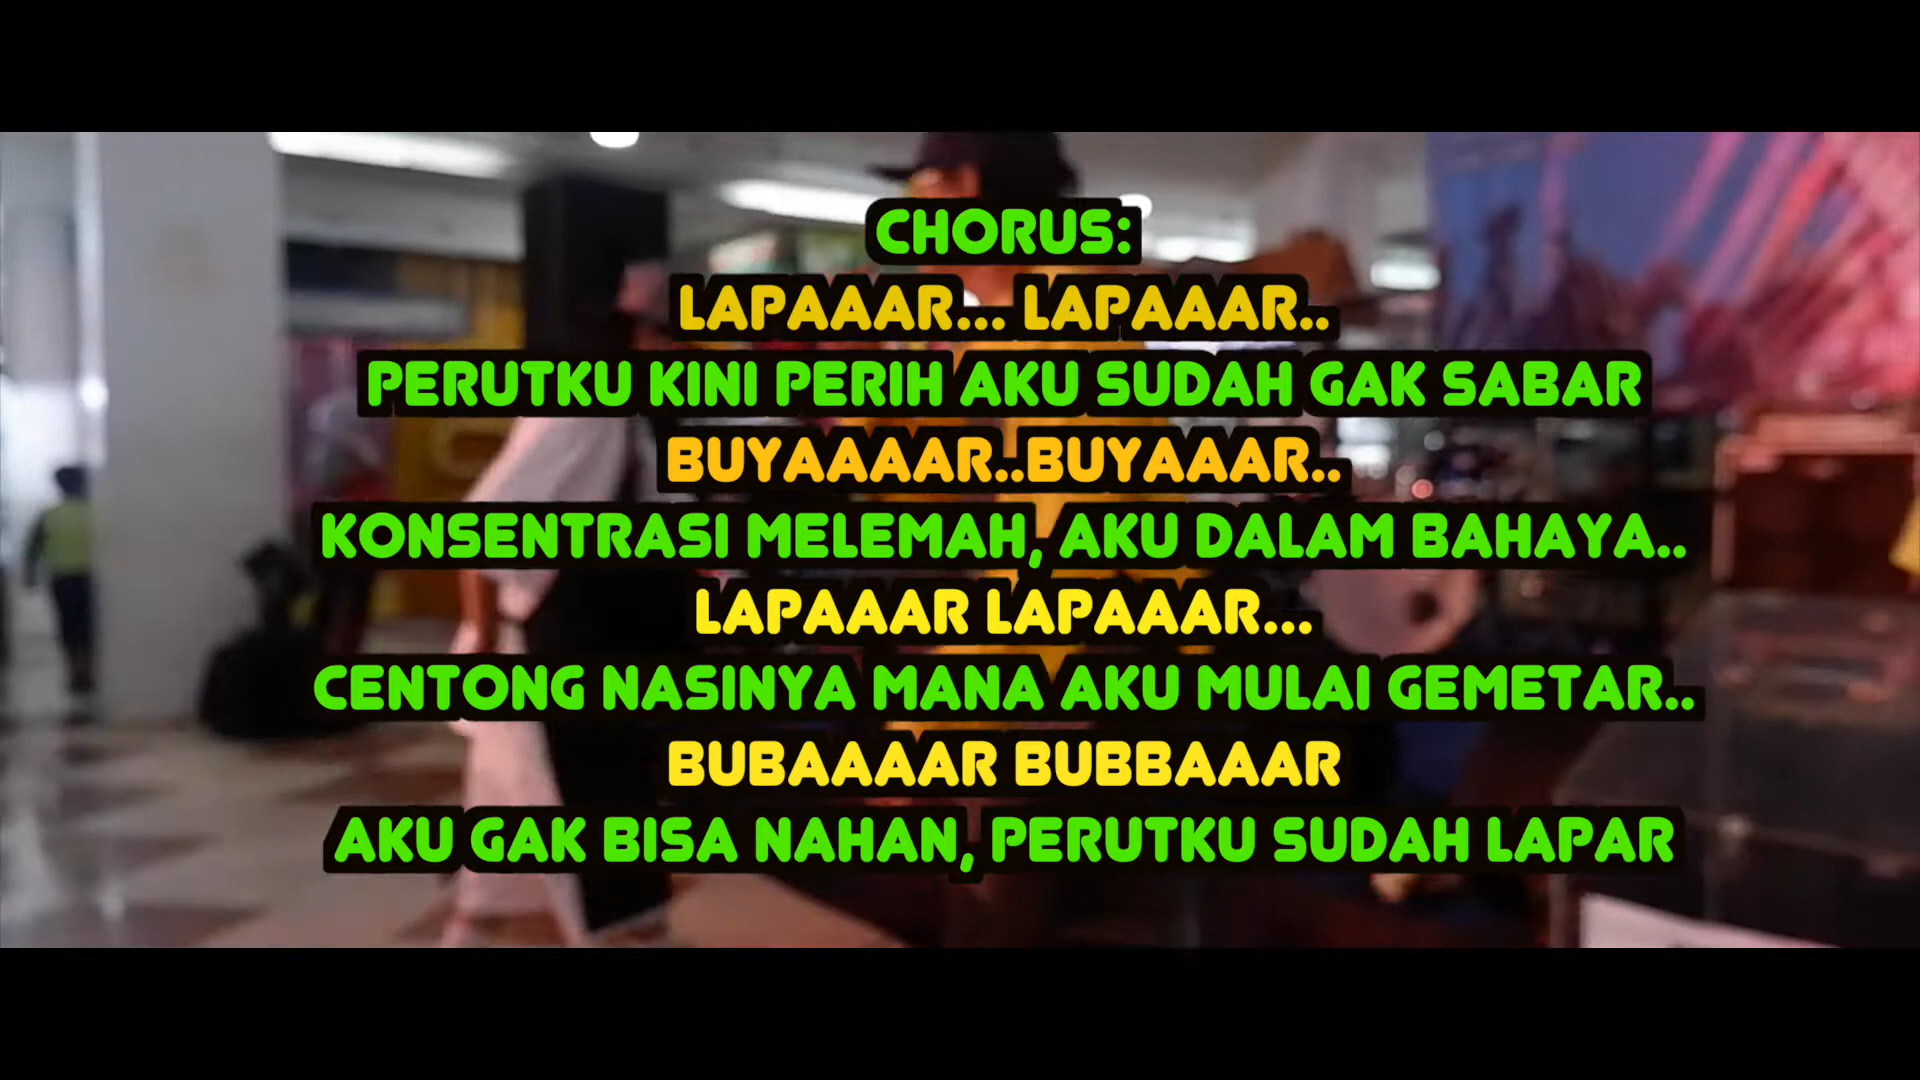 CHORUS:
LAPAAAR... LAPAAAR..
PERUTKU KINI PERIH AKU SUDAH GAK SABAR
BUYAAAAR..BUYAAAR..
KONSENTRASI MELEMAH, AKU DALAM BAHAYA..
LAPAAAR LAPAAAR...
CENTONG NASINYA MANA AKU MULAI GEMETAR..
BUBAAAAR BUBBAAAR
AKU GAK BISA NAHAN, PERUTKU SUDAH LAPAR